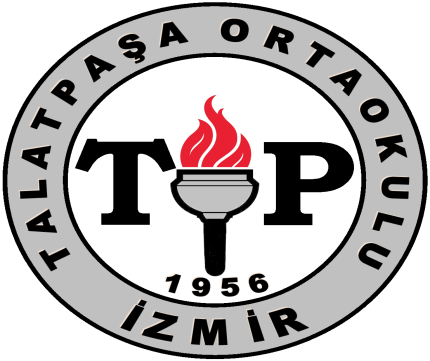 TALATPAŞA ORTAOKULU
T P
1956
İZMİR